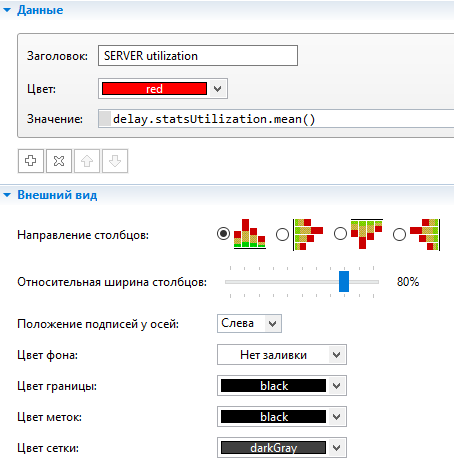 Данные
Заголовок: SERVER utilization
Цвет: red
Значение: delay.statsUtilization.mean()
Внешний вид
Направление столбцов:
Относительная ширина столбцов: 80%
Положение подписей у осей: Слева
Цвет фона: Нет заливки
Цвет границы: black
Цвет меток: black
Цвет сетки: darkGray